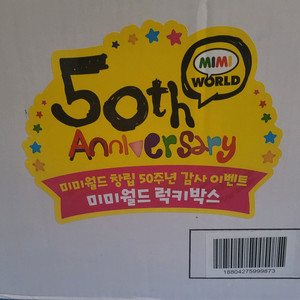 50th
MIMI
WORLD
Anniversary
미미월드 창립 50주년 감사 이벤트
미미월드 럭키박스
18804275999873